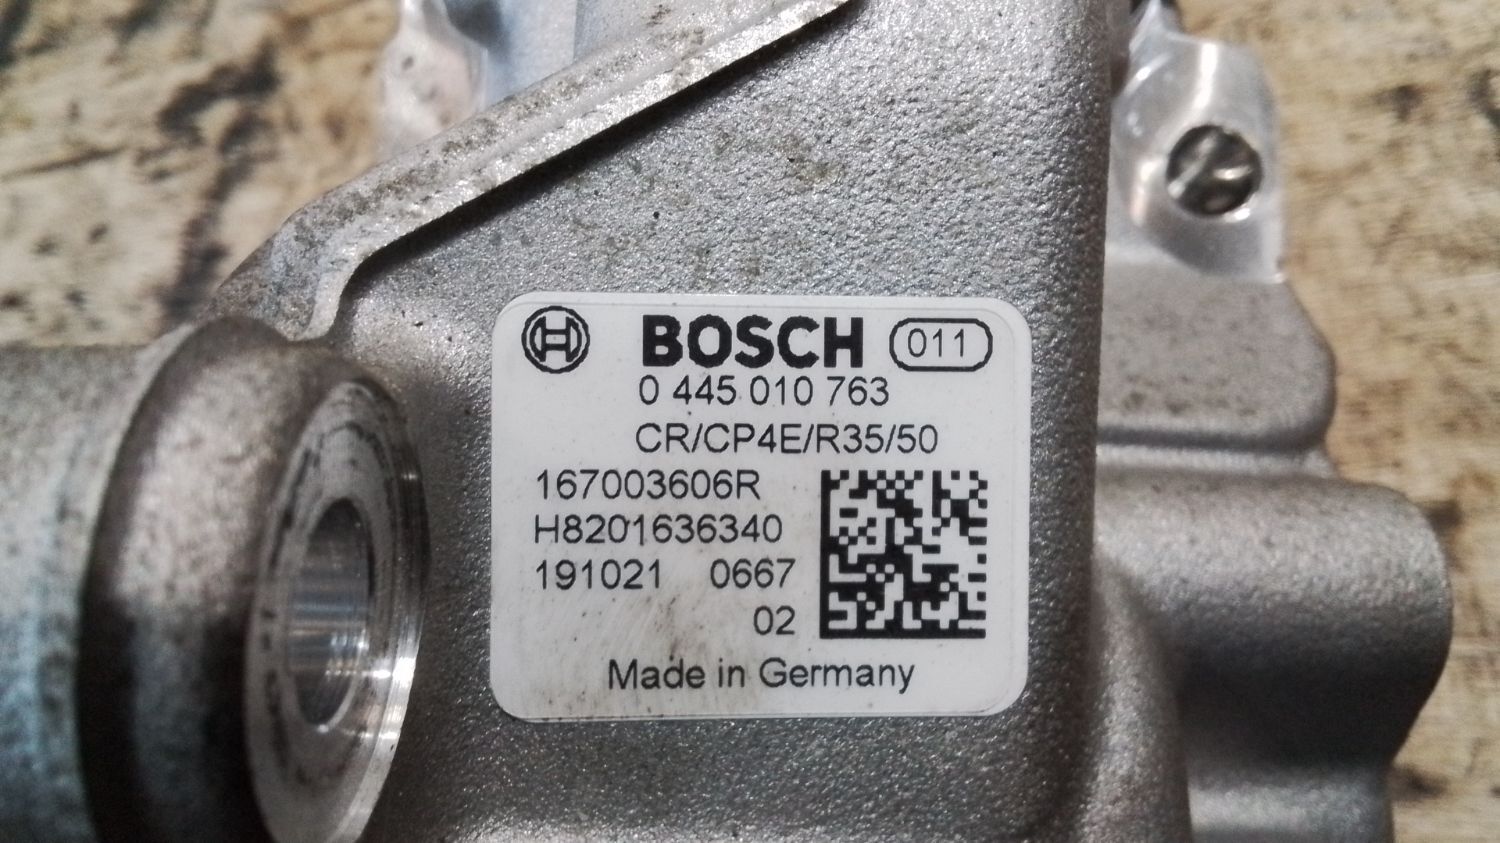 BOSCH 011
0 445 010 763
CR/CP4E/R35/50
167003606R
H8201636340
191021 0667
02
Made in Germany